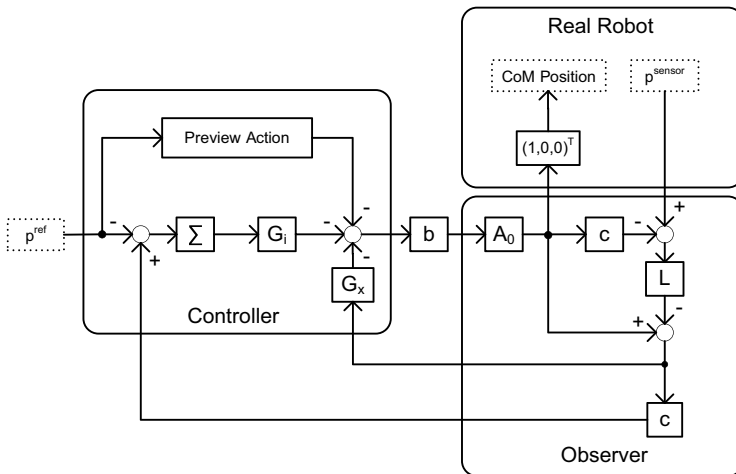 Real Robot
CoM Position
p^sensor
Preview Action
(1,0,0)^T
-
-
+
p^ref
-
+
Σ
G_i
-
-
b
A_0
c
-
G_x
L
-
+
Controller
c
Observer